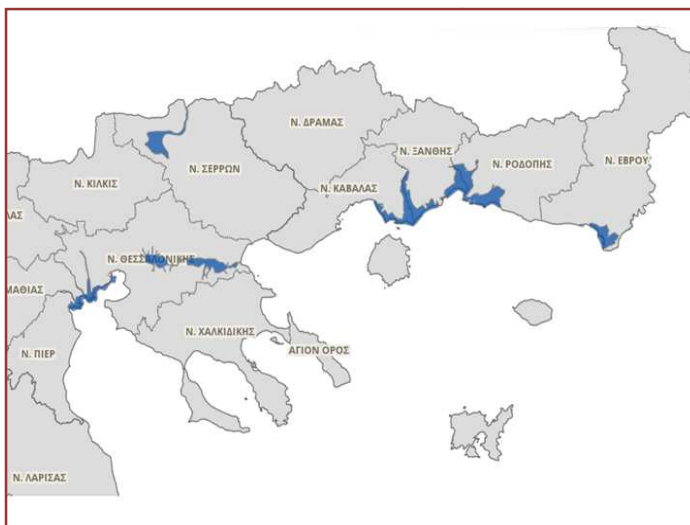 Ν. ΔΡΑΜΑΣ
Ν. ΞΑΝΘΗΣ
Ν. ΡΟΔΟΠΗΣ
Ν. ΕΒΡΟΥ
Ν. ΣΕΡΡΩΝ
Ν. ΚΙΛΚΙΣ
Ν. ΚΑΒΑΛΑΣ
ΛΑΣ
Ν. ΘΕΣΣΑΛΟΝΙΚΗΣ
ΜΑΘΙΑΣ
Ν. ΧΑΛΚΙΔΙΚΗΣ
ΑΓΙΟΝ ΟΡΟΣ
Ν. ΠΙΕΡ
Ν. ΛΑΡΙΣΑΣ